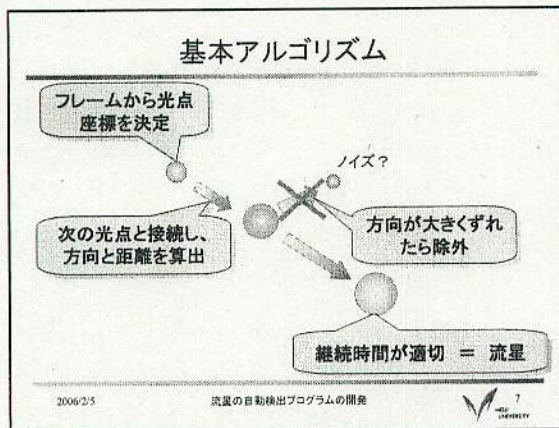 基本アルゴリズム
フレームから光点
座標を決定
ノイズ？
次の光点と接続し、
方向と距離を算出
方向が大きくずれ
たら除外
継続時間が適切 ＝ 流星
2006/2/5
流星の自動検出プログラムの開発
7
MEIJI
UNIVERSITY